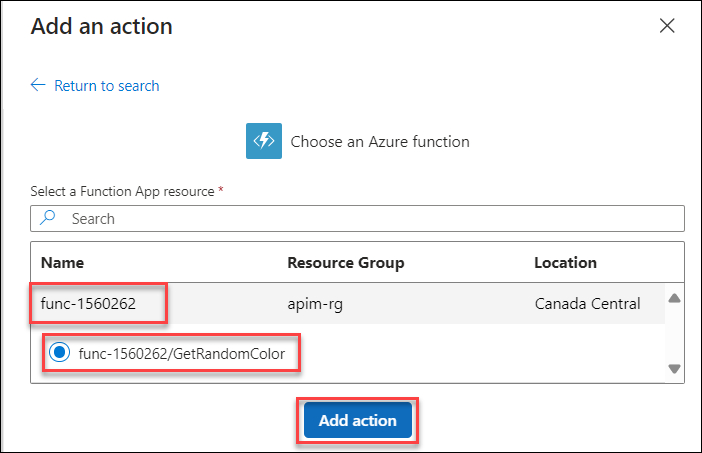 Add an action
Return to search
Choose an Azure function
Select a Function App resource *
Search
Name Resource Group Location
func-1560262 apim-rg Canada Central
func-1560262/GetRandomColor
Add action